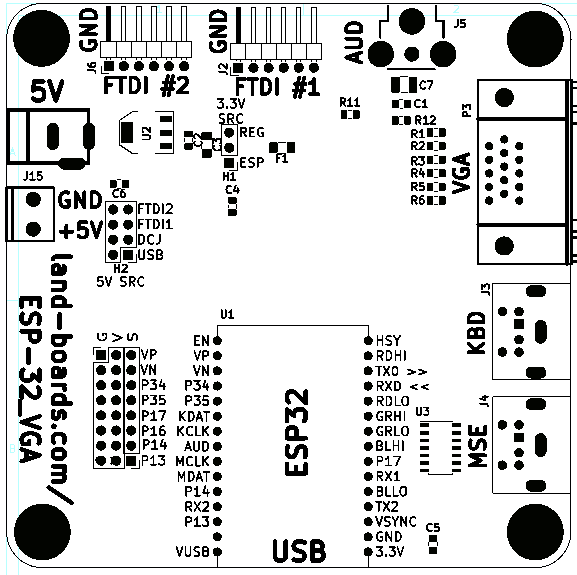 GND
J6
FTDI #2
GND
J2
FTDI #1
AUD
J5
5V
U2
3.3V
SRC
REG
ESP
H1
F1
C7
C1
R11
R12
R1
R2
R3
R4
R5
R6
P3
VGA
J15
GND
+5V
C6
C4
FTDI2
FTDI1
DCJ
USB
H2
5V SRC
land-boards.com/
ESP-32_VGA
G
V
S
VP
VN
P34
P35
P17
P16
P14
P13
U1
EN
VP
VN
P34
P35
KDAT
KCLK
AUD
MCLK
MDAT
P14
RX2
P13
VUSB
ESP32
USB
HSY
RDHI
TXD >>
RXD <<
RDLO
GRHI
GRLO
BLHI
P17
RX1
BLLO
TX2
VSYNC
GND
3.3V
U3
C5
J3
KBD
J4
MSE